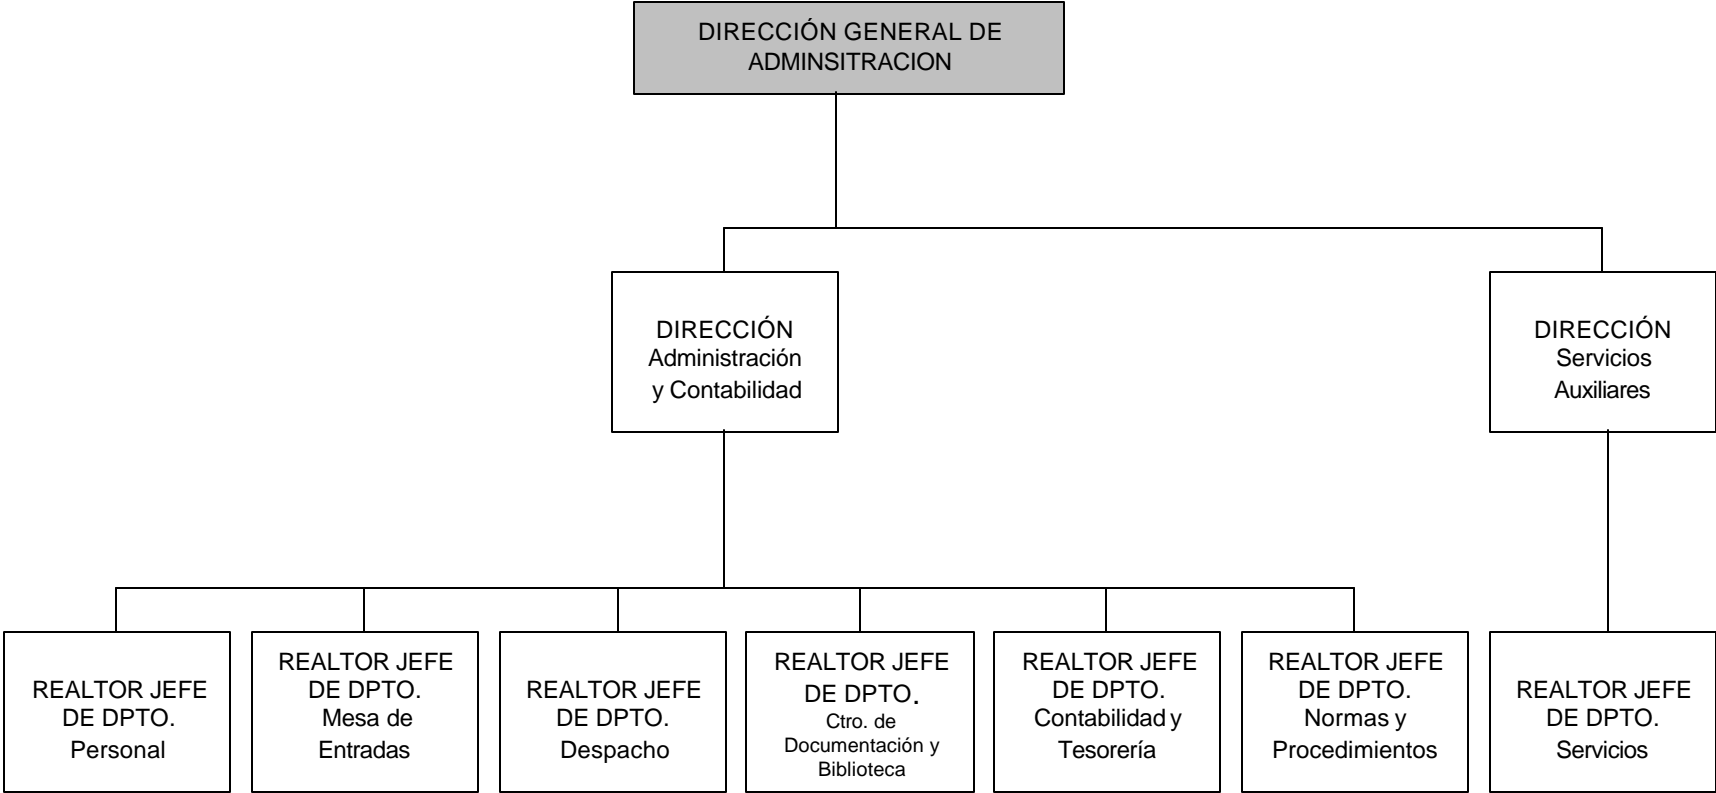 DIRECCIÓN GENERAL DE
ADMINSITRACION
DIRECCIÓN
Administración
y Contabilidad
DIRECCIÓN
Servicios
Auxiliares
REALTOR JEFE
DE DPTO.
Personal
REALTOR JEFE
DE DPTO.
Mesa de
Entradas
REALTOR JEFE
DE DPTO.
Despacho
REALTOR JEFE
DE DPTO.
Ctro. de
Documentación y
Biblioteca
REALTOR JEFE
DE DPTO.
Contabilidad y
Tesorería
REALTOR JEFE
DE DPTO.
Normas y
Procedimientos
REALTOR JEFE
DE DPTO.
Servicios